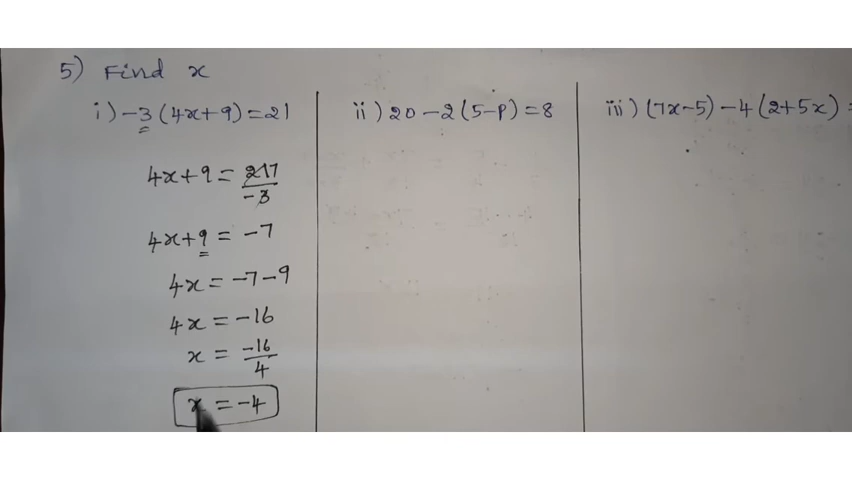 5) Find x
i) -3 (4x+9) = 21
4x+9 = 21 7 / -3
4x+9 = -7
4x = -7-9
4x = -16
x = -16/4
x = -4
ii) 20 -2 (5-P) = 8
iii) (7x-5) -4 (2+5x) =